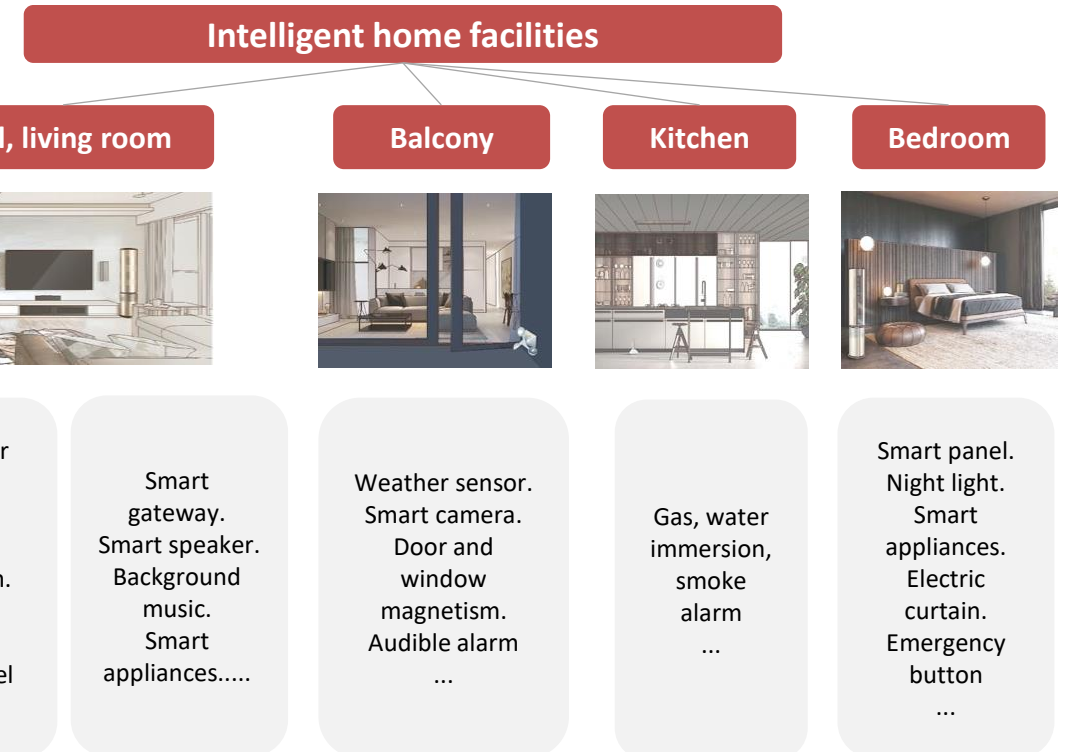 Intelligent home facilities
, living room
Balcony
Kitchen
Bedroom
Smart
gateway.
Smart speaker.
Background
music.
Smart
appliances.....
Weather sensor.
Smart camera.
Door and
window
magnetism.
Audible alarm
...
Gas, water
immersion,
smoke
alarm
...
Smart panel.
Night light.
Smart
appliances.
Electric
curtain.
Emergency
button
...